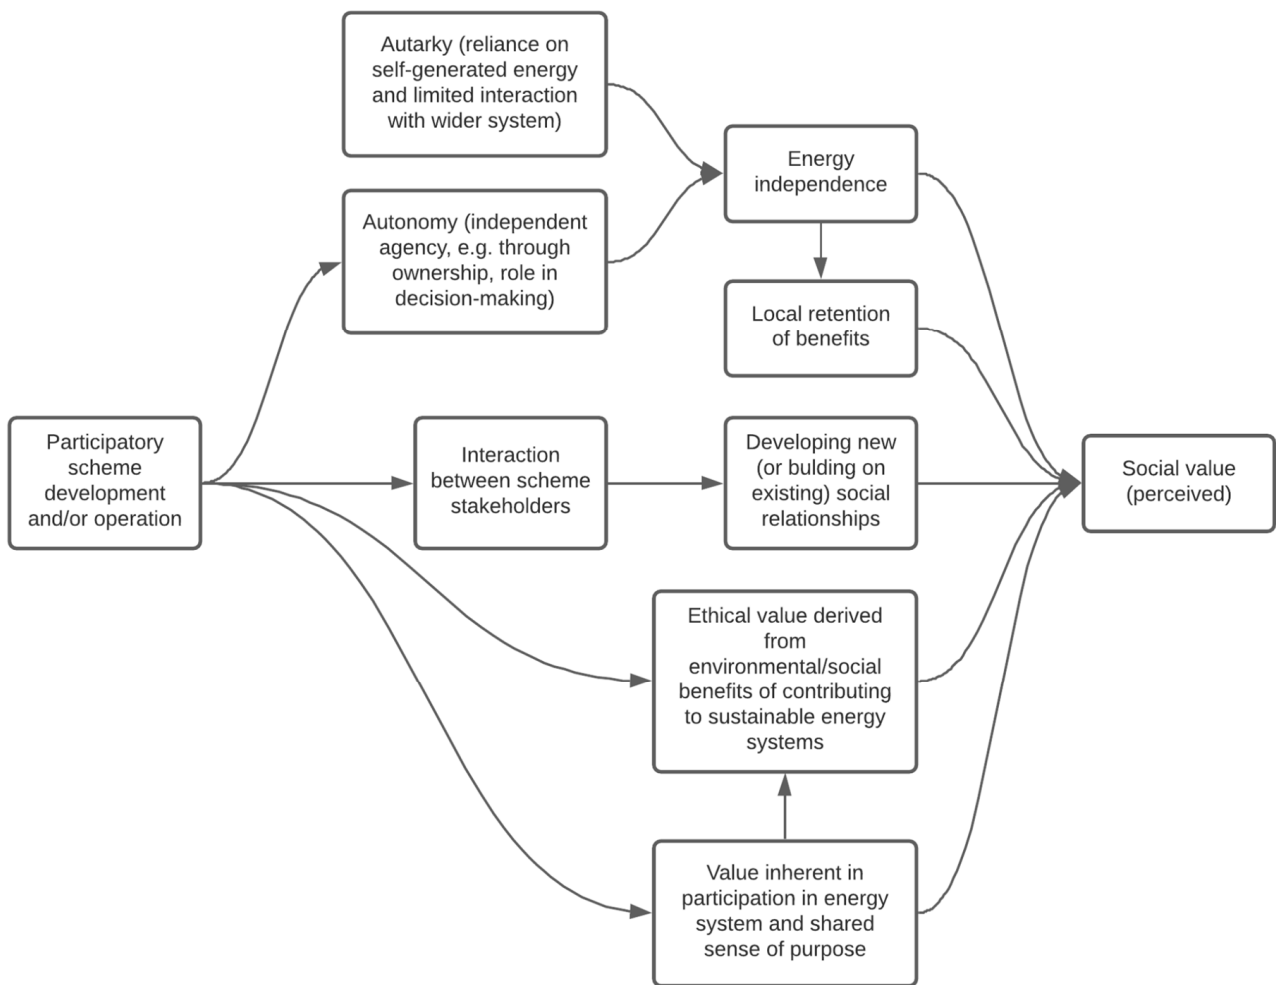 Autarky (reliance on
self-generated energy
and limited interaction
with wider system)
Energy
independence
Autonomy (independent
agency, e.g. through
ownership, role in
decision-making)
Local retention
of benefits
Participatory
scheme
development
and/or operation
Interaction
between scheme
stakeholders
Developing new
(or bulding on
existing) social
relationships
Social value
(perceived)
Ethical value derived
from
environmental/social
benefits of contributing
to sustainable energy
systems
Value inherent in
participation in energy
system and shared
sense of purpose